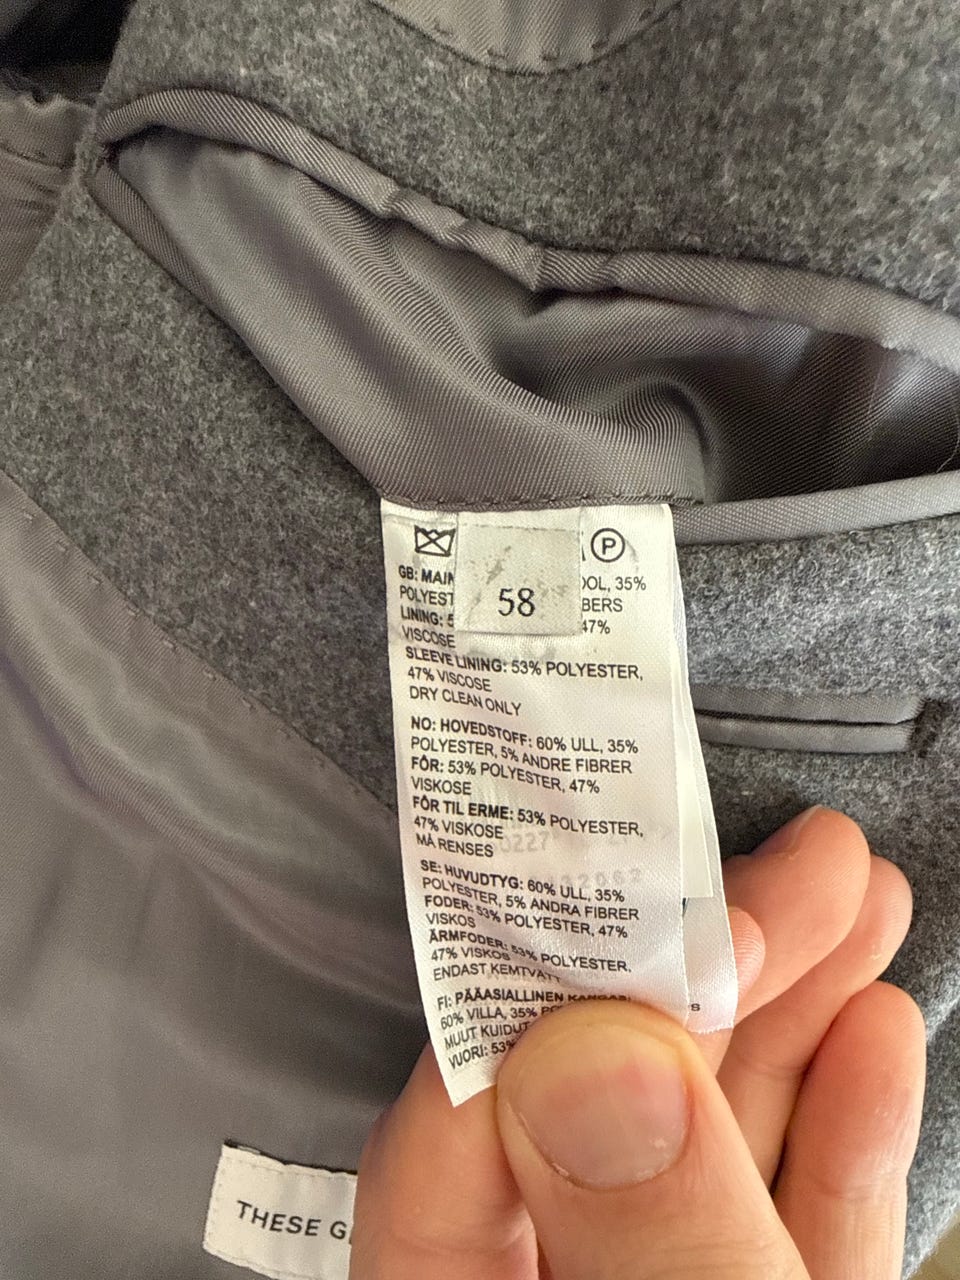 P
GB: MAIN OOL, 35%
POLYEST BERS
LINING: 5 47%
VISCOSE
58
SLEEVE LINING: 53% POLYESTER,
47% VISCOSE
DRY CLEAN ONLY
NO: HOVEDSTOFF: 60% ULL, 35%
POLYESTER, 5% ANDRE FIBRER
FÔR: 53% POLYESTER, 47%
VISKOSE
FÔR TIL ERME: 53% POLYESTER,
47% VISKOSE
MÅ RENSES
SE: HUVUDTYG: 60% ULL, 35%
POLYESTER, 5% ANDRA FIBRER
FODER: 53% POLYESTER, 47%
VISKOS
ÄRMFODER: 53% POLYESTER,
47% VISKOS
ENDAST KEMTVÄTT
FI: PÄÄASIALLINEN KANGAS:
60% VILLA, 35% PO
MUUT KUIDUT
VUORI: 53%
S
THESE G